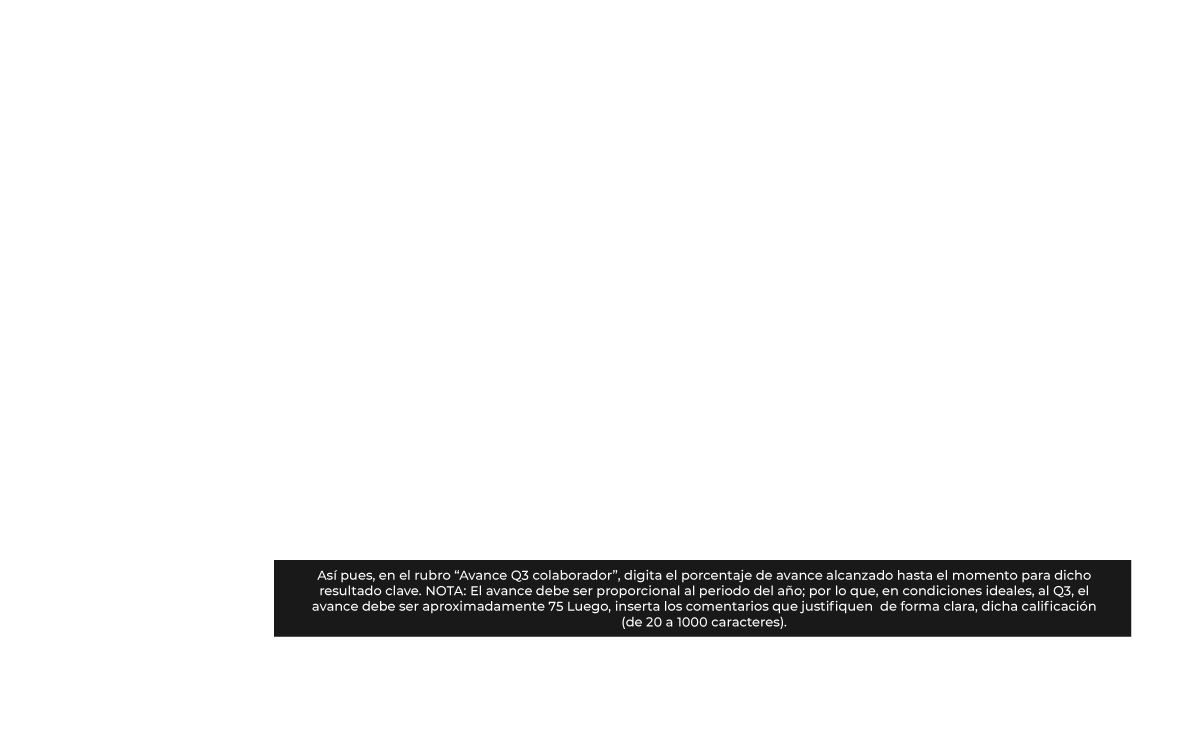 Así pues, en el rubro “Avance Q3 colaborador”, digita el porcentaje de avance alcanzado hasta el momento para dicho
resultado clave. NOTA: El avance debe ser proporcional al periodo del año; por lo que, en condiciones ideales, al Q3, el
avance debe ser aproximadamente 75 Luego, inserta los comentarios que justifiquen  de forma clara, dicha calificación
(de 20 a 1000 caracteres).